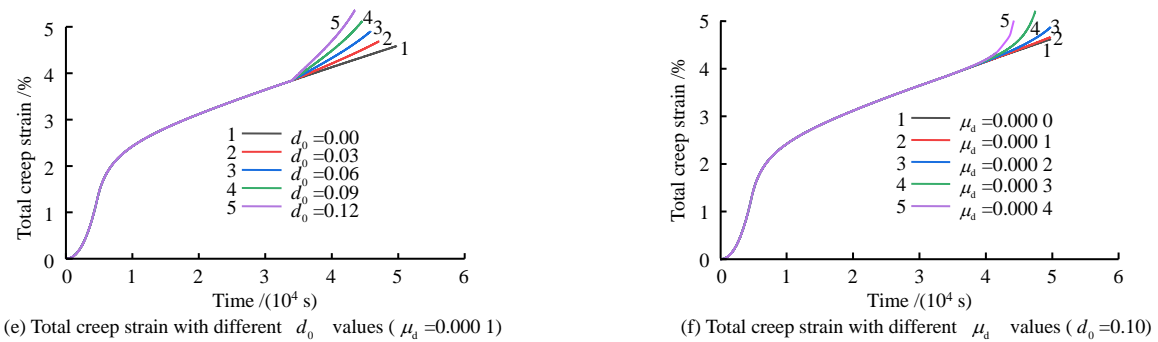 5
4
3
2
1
0
Total creep strain /%
5
4
3
2
1
1 d₀ =0.00
2 d₀ =0.03
3 d₀ =0.06
4 d₀ =0.09
5 d₀ =0.12
0 1 2 3 4 5 6
Time /(10⁴ s)
(e) Total creep strain with different d₀ values ( μd =0.000 1)
5
4
3
2
1
0
Total creep strain /%
5
4
3
2
1
1 μd =0.000 0
2 μd =0.000 1
3 μd =0.000 2
4 μd =0.000 3
5 μd =0.000 4
0 1 2 3 4 5 6
Time /(10⁴ s)
(f) Total creep strain with different μd values ( d₀ =0.10)